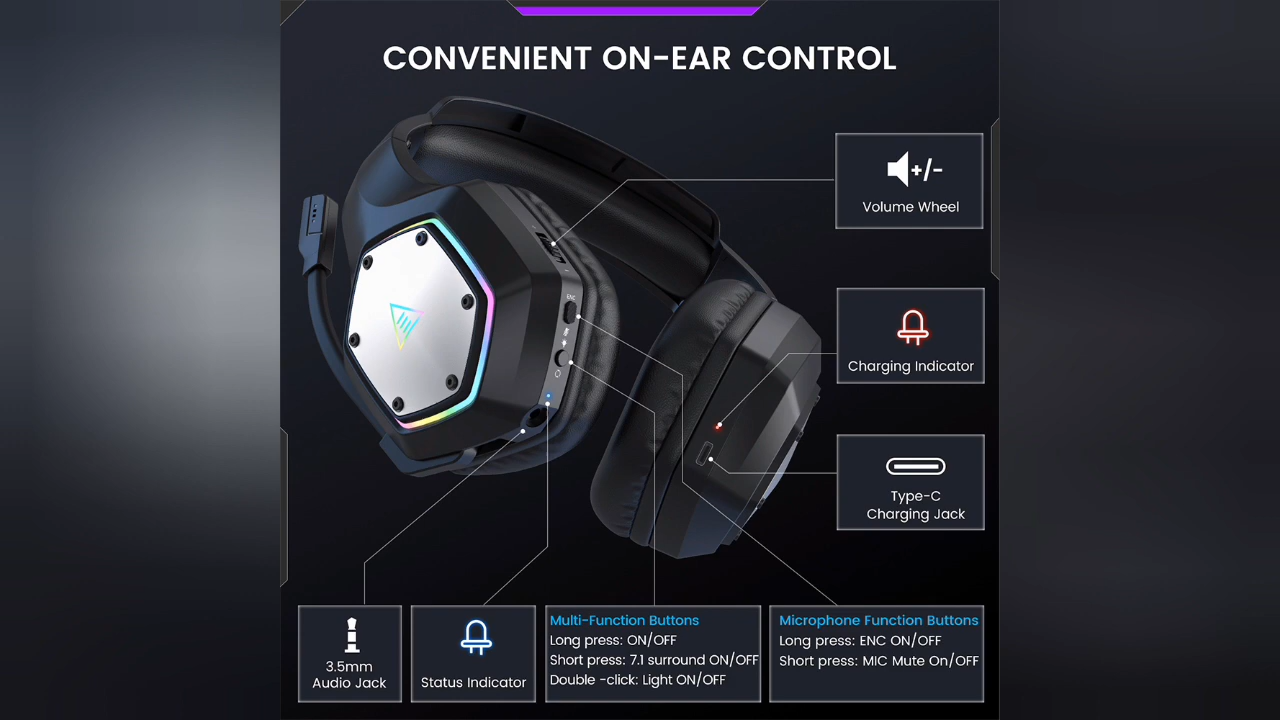 CONVENIENT ON-EAR CONTROL
+/-
Volume Wheel
Charging Indicator
Type-C
Charging Jack
3.5mm
Audio Jack
Status Indicator
Multi-Function Buttons
Long press: ON/OFF
Short press: 7.1 surround ON/OFF
Double -click: Light ON/OFF
Microphone Function Buttons
Long press: ENC ON/OFF
Short press: MIC Mute On/OFF
ENC